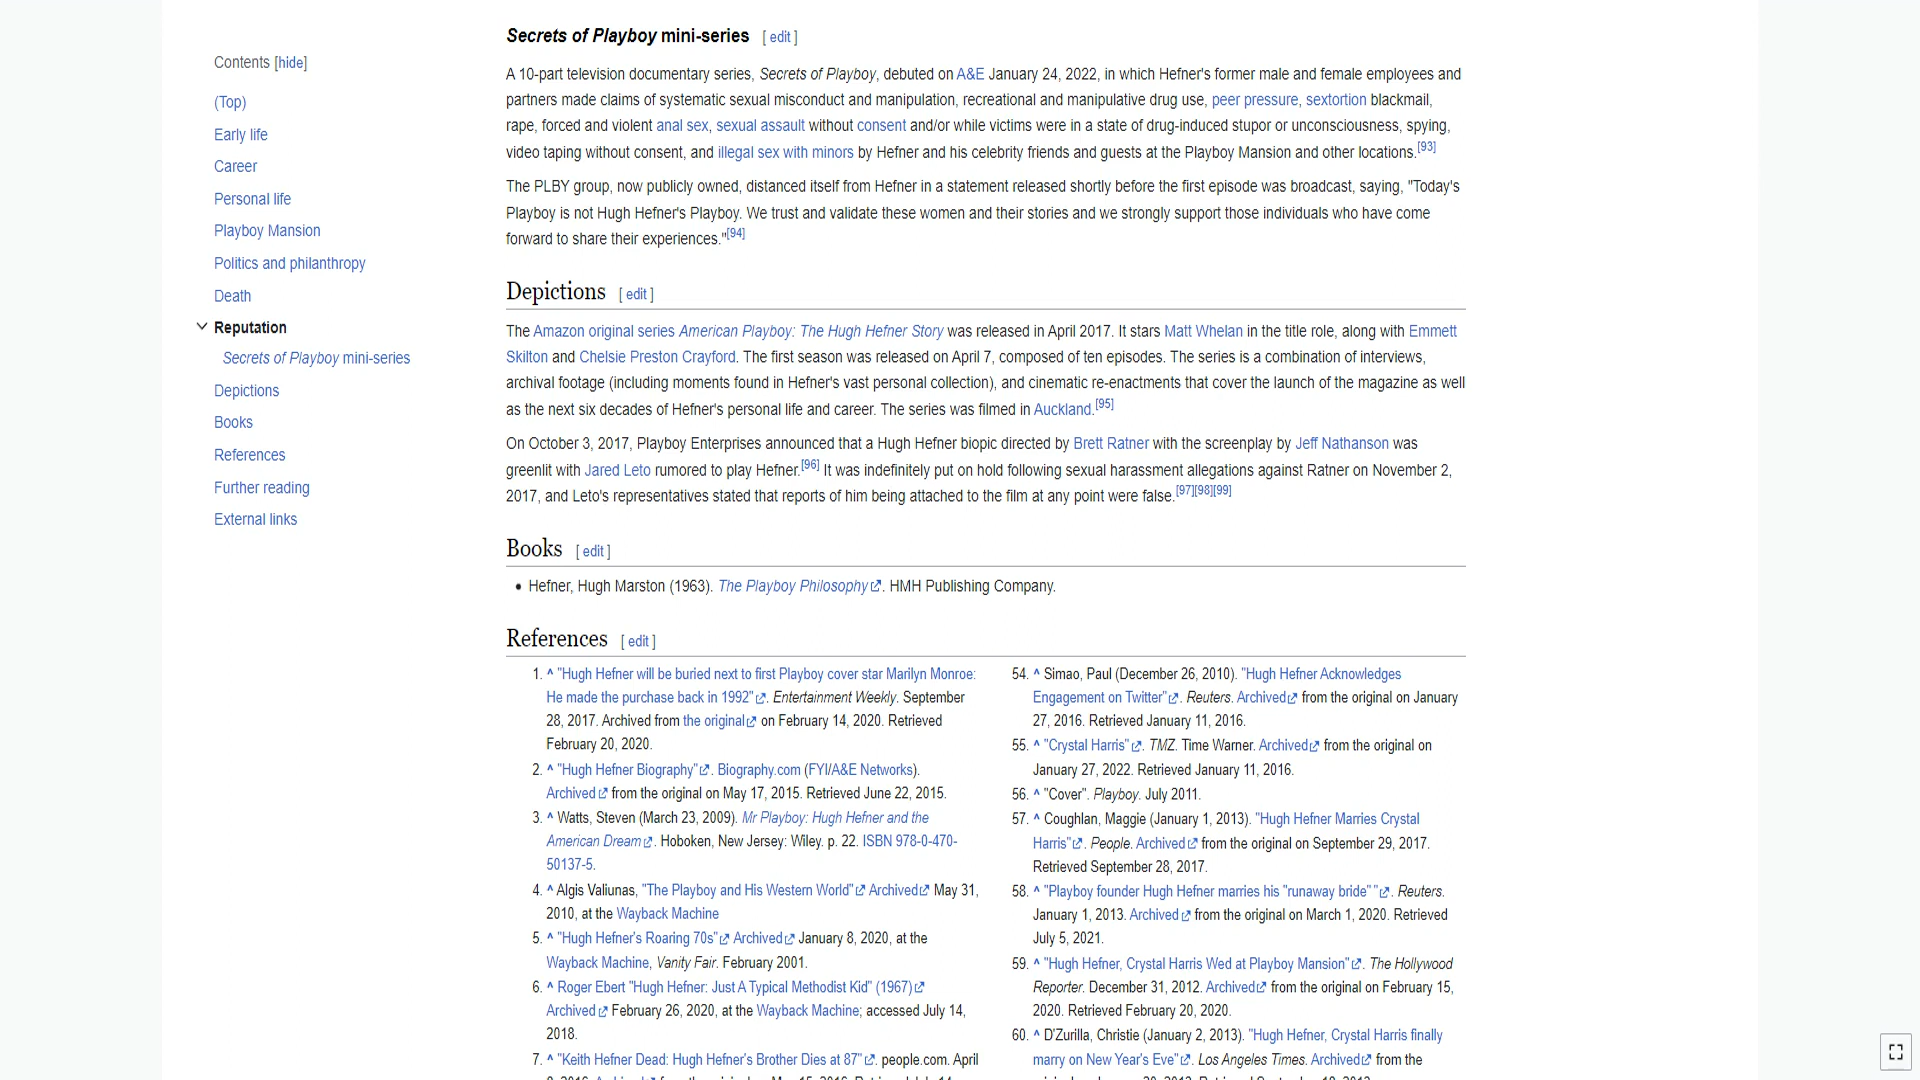 Contents [hide]
(Top)
Early life
Career
Personal life
Playboy Mansion
Politics and philanthropy
Death
Reputation
Secrets of Playboy mini-series
Depictions
Books
References
Further reading
External links
Secrets of Playboy mini-series [ edit ]
A 10-part television documentary series, Secrets of Playboy, debuted on A&E January 24, 2022, in which Hefner's former male and female employees and
partners made claims of systematic sexual misconduct and manipulation, recreational and manipulative drug use, peer pressure, sextortion blackmail,
rape, forced and violent anal sex, sexual assault without consent and/or while victims were in a state of drug-induced stupor or unconsciousness, spying,
video taping without consent, and illegal sex with minors by Hefner and his celebrity friends and guests at the Playboy Mansion and other locations.[93]
The PLBY group, now publicly owned, distanced itself from Hefner in a statement released shortly before the first episode was broadcast, saying, "Today's
Playboy is not Hugh Hefner's Playboy. We trust and validate these women and their stories and we strongly support those individuals who have come
forward to share their experiences."[94]
Depictions [ edit ]
The Amazon original series American Playboy: The Hugh Hefner Story was released in April 2017. It stars Matt Whelan in the title role, along with Emmett
Skilton and Chelsie Preston Crayford. The first season was released on April 7, composed of ten episodes. The series is a combination of interviews,
archival footage (including moments found in Hefner's vast personal collection), and cinematic re-enactments that cover the launch of the magazine as well
as the next six decades of Hefner's personal life and career. The series was filmed in Auckland.[95]
On October 3, 2017, Playboy Enterprises announced that a Hugh Hefner biopic directed by Brett Ratner with the screenplay by Jeff Nathanson was
greenlit with Jared Leto rumored to play Hefner.[96] It was indefinitely put on hold following sexual harassment allegations against Ratner on November 2,
2017, and Leto's representatives stated that reports of him being attached to the film at any point were false.[97][98][99]
Books [ edit ]
• Hefner, Hugh Marston (1963). The Playboy Philosophy. HMH Publishing Company.
References [ edit ]
1. ^ "Hugh Hefner will be buried next to first Playboy cover star Marilyn Monroe:
He made the purchase back in 1992". Entertainment Weekly. September
28, 2017. Archived from the original on February 14, 2020. Retrieved
February 20, 2020.
2. ^ "Hugh Hefner Biography". Biography.com (FYI/A&E Networks).
Archived from the original on May 17, 2015. Retrieved June 22, 2015.
3. ^ Watts, Steven (March 23, 2009). Mr Playboy: Hugh Hefner and the
American Dream. Hoboken, New Jersey: Wiley. p. 22. ISBN 978-0-470-
50137-5.
4. ^ Algis Valiunas, "The Playboy and His Western World" Archived May 31,
2010, at the Wayback Machine
5. ^ "Hugh Hefner's Roaring 70s" Archived January 8, 2020, at the
Wayback Machine, Vanity Fair. February 2001.
6. ^ Roger Ebert "Hugh Hefner: Just A Typical Methodist Kid" (1967)
Archived February 26, 2020, at the Wayback Machine; accessed July 14,
2018.
7. ^ "Keith Hefner Dead: Hugh Hefner's Brother Dies at 87". people.com. April
54. ^ Simao, Paul (December 26, 2010). "Hugh Hefner Acknowledges
Engagement on Twitter". Reuters. Archived from the original on January
27, 2016. Retrieved January 11, 2016.
55. ^ "Crystal Harris". TMZ. Time Warner. Archived from the original on
January 27, 2022. Retrieved January 11, 2016.
56. ^ "Cover". Playboy. July 2011.
57. ^ Coughlan, Maggie (January 1, 2013). "Hugh Hefner Marries Crystal
Harris". People. Archived from the original on September 29, 2017.
Retrieved September 28, 2017.
58. ^ "Playboy founder Hugh Hefner marries his "runaway bride" ". Reuters.
January 1, 2013. Archived from the original on March 1, 2020. Retrieved
July 5, 2021.
59. ^ "Hugh Hefner, Crystal Harris Wed at Playboy Mansion". The Hollywood
Reporter. December 31, 2012. Archived from the original on February 15,
2020. Retrieved February 20, 2020.
60. ^ D'Zurilla, Christie (January 2, 2013). "Hugh Hefner, Crystal Harris finally
marry on New Year's Eve". Los Angeles Times. Archived from the